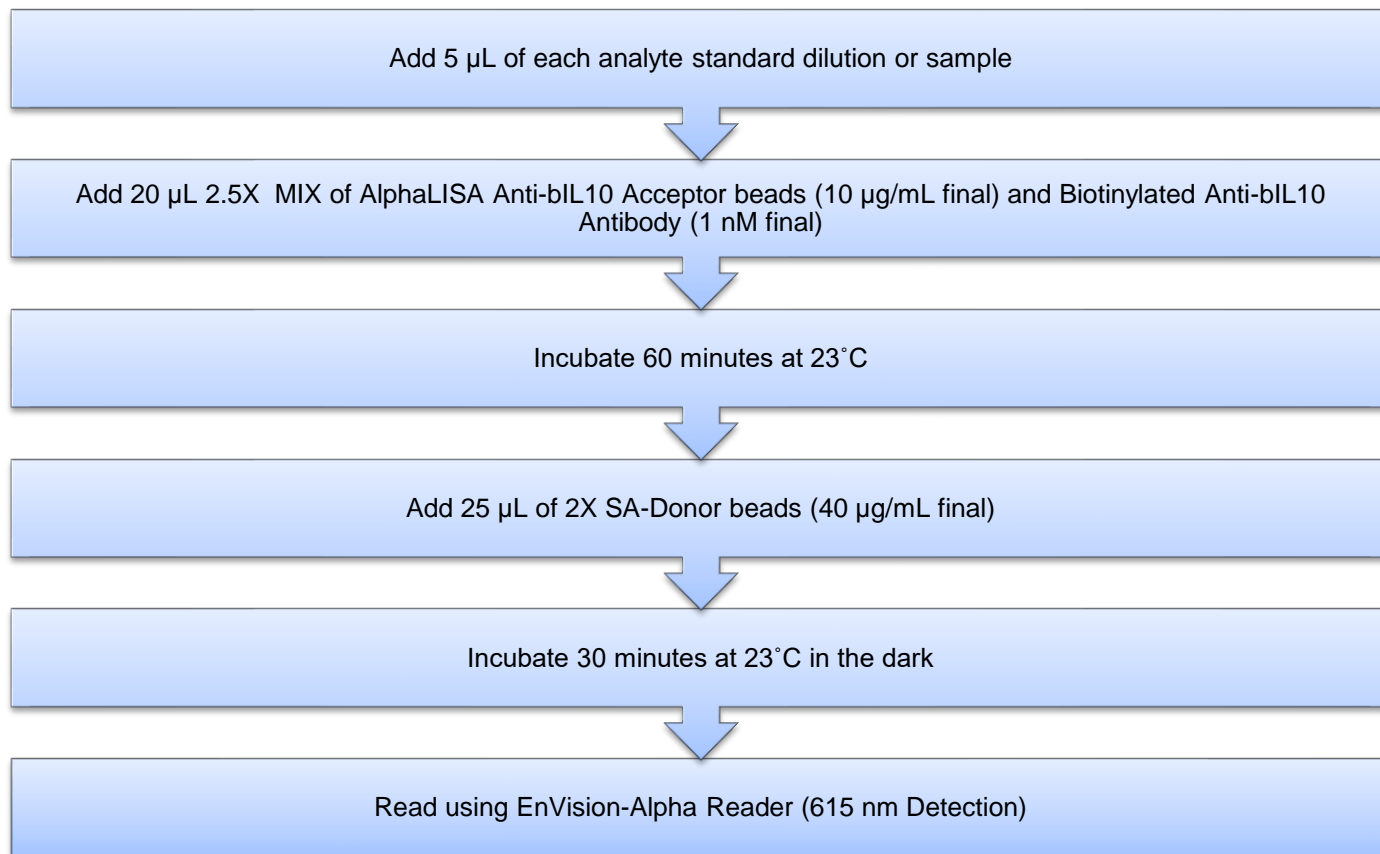 Add 5 µL of each analyte standard dilution or sample
Add 20 µL 2.5X  MIX of AlphaLISA Anti-bIL10 Acceptor beads (10 µg/mL final) and Biotinylated Anti-bIL10
Antibody (1 nM final)
Incubate 60 minutes at 23˚C
Add 25 µL of 2X SA-Donor beads (40 µg/mL final)
Incubate 30 minutes at 23˚C in the dark
Read using EnVision-Alpha Reader (615 nm Detection)